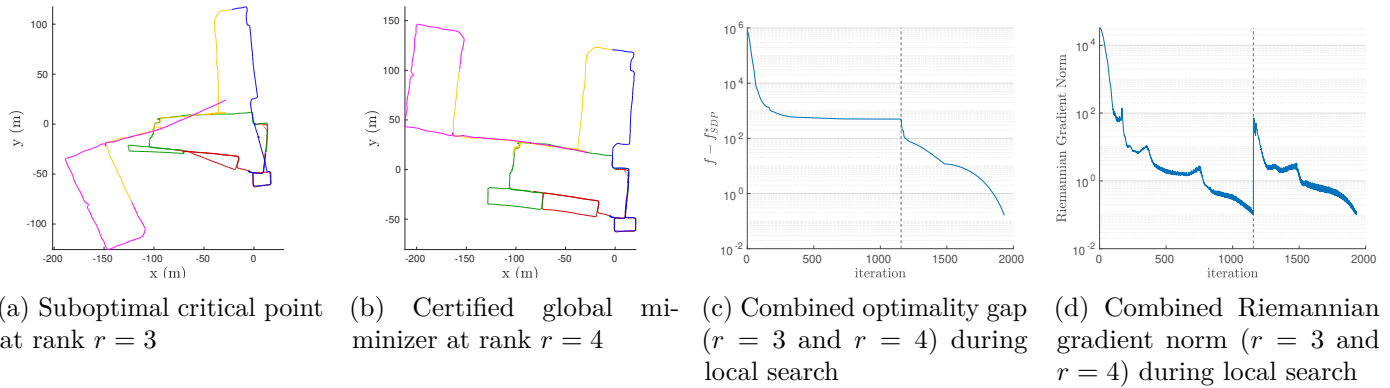 100
50
0
-50
-100
y (m)
-200
-150
-100
-50
0
x (m)
150
100
50
0
-50
y (m)
-200
-150
-100
-50
0
x (m)
10^6
10^4
10^2
10^0
10^-2
f − f*_SDP
0
500
1000
1500
2000
iteration
10^4
10^2
10^0
10^-2
Riemannian Gradient Norm
0
500
1000
1500
2000
iteration
(a) Suboptimal critical point
at rank r = 3
(b) Certified global mi-
minizer at rank r = 4
(c) Combined optimality gap
(r = 3 and r = 4) during
local search
(d) Combined Riemannian
gradient norm (r = 3 and
r = 4) during local search